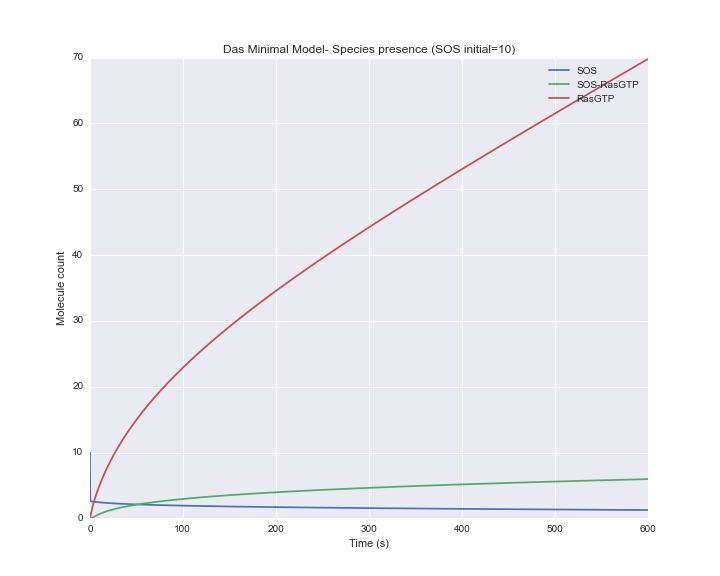 Das Minimal Model- Species presence (SOS initial=10)
70
60
50
40
30
20
10
0
Molecule count
SOS
SOS-RasGTP
RasGTP
0 100 200 300 400 500 600
Time (s)